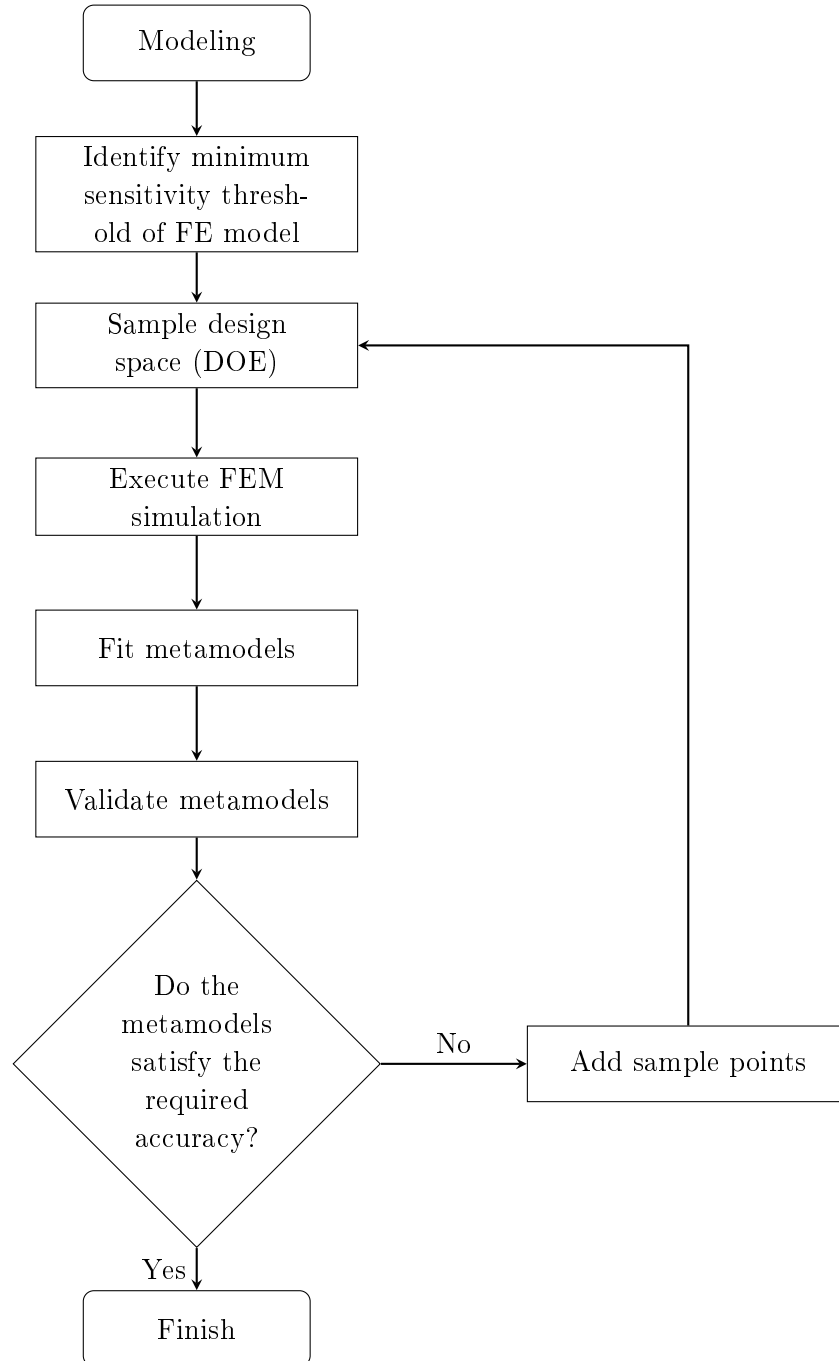 Modeling
Identify minimum
sensitivity thresh-
old of FE model
Sample design
space (DOE)
Execute FEM
simulation
Fit metamodels
Validate metamodels
Do the
metamodels
satisfy the
required
accuracy?
No
Add sample points
Yes
Finish